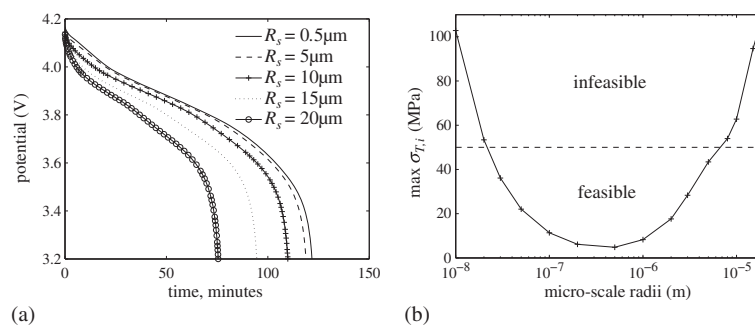 4.2
4.0
3.8
3.6
3.4
3.2
potential (V)
R_s = 0.5μm
R_s = 5μm
R_s = 10μm
R_s = 15μm
R_s = 20μm
0
50
100
150
time, minutes
(a)
100
80
60
40
20
0
max σ_{T,i} (MPa)
infeasible
feasible
10^{-8}
10^{-7}
10^{-6}
10^{-5}
micro-scale radii (m)
(b)